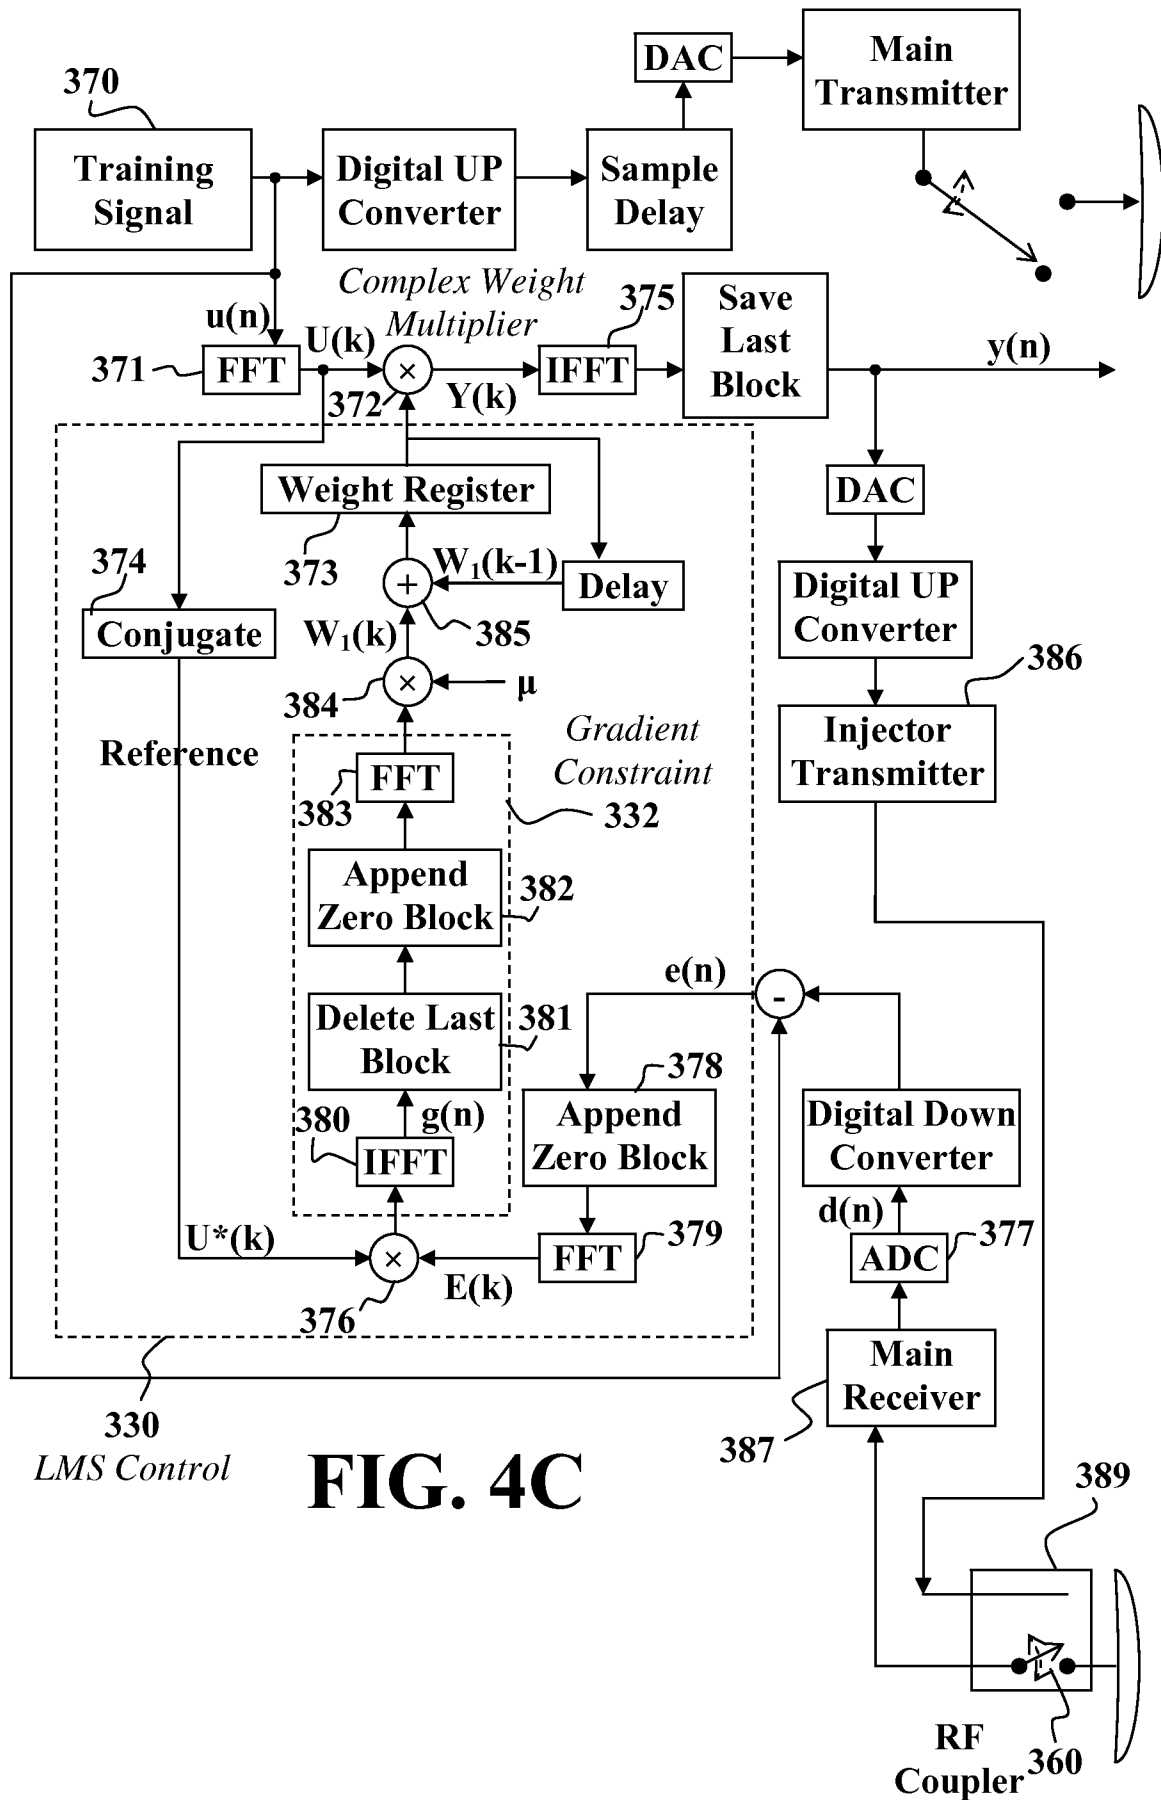 370
Training
Signal
Digital UP
Converter
Sample
Delay
DAC
Main
Transmitter
u(n)
371
FFT
U(k)
Complex Weight
Multiplier
×
372
Y(k)
375
IFFT
Save
Last
Block
y(n)
Weight Register
373
374
Conjugate
W₁(k-1)
+
385
Delay
W₁(k)
×
384
μ
DAC
Digital UP
Converter
386
Injector
Transmitter
Reference
Gradient
Constraint
FFT
383
332
Append
Zero Block
382
Delete Last
Block
381
380
g(n)
IFFT
e(n)
-
378
Append
Zero Block
Digital Down
Converter
d(n)
U*(k)
×
376
E(k)
FFT
379
ADC
377
Main
Receiver
387
330
LMS Control
FIG. 4C
389
RF
Coupler
360